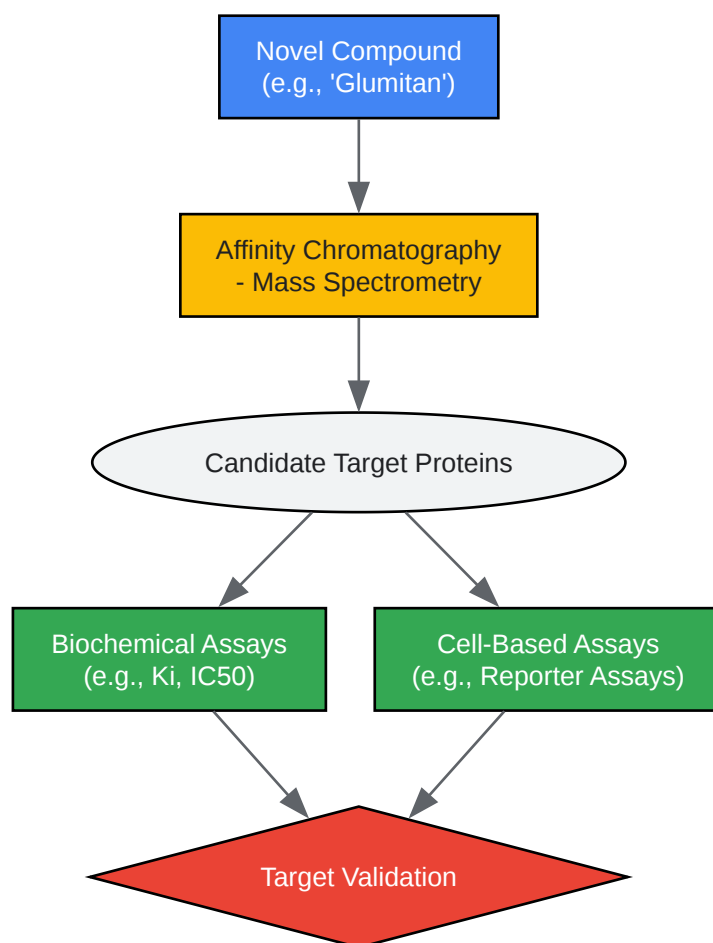 Novel Compound
(e.g., 'Glumitan')
Affinity Chromatography
- Mass Spectrometry
Candidate Target Proteins
Biochemical Assays
(e.g., Ki, IC50)
Cell-Based Assays
(e.g., Reporter Assays)
Target Validation